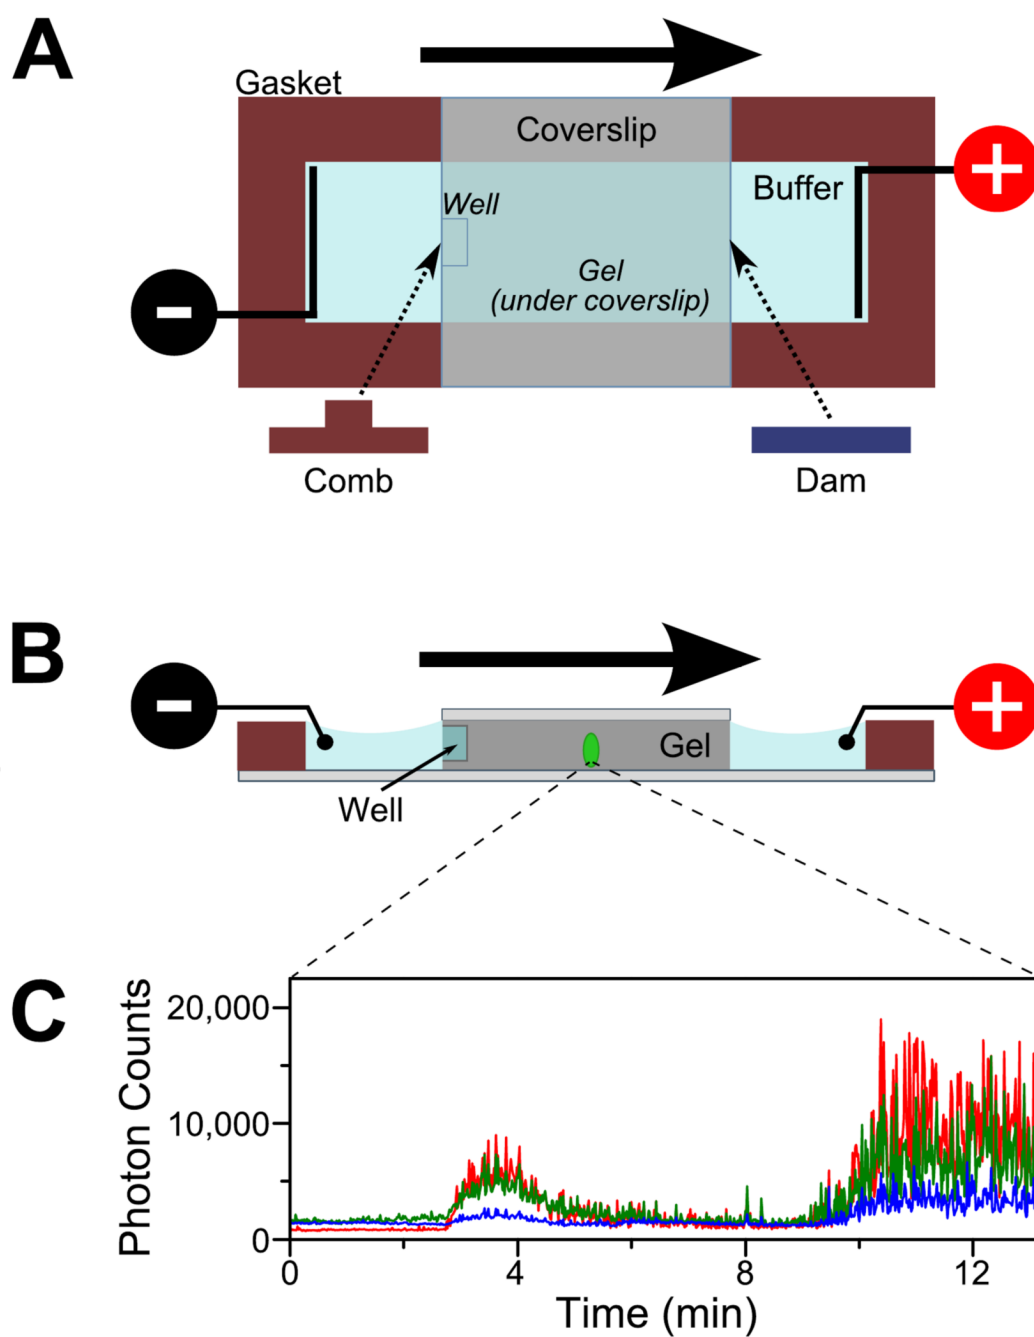 A
Gasket
Coverslip
+
Buffer
Well
Gel
(under coverslip)
-
Comb
Dam
B
-
+
Gel
Well
C
Photon Counts
20,000
10,000
0
0 4 8 12
Time (min)